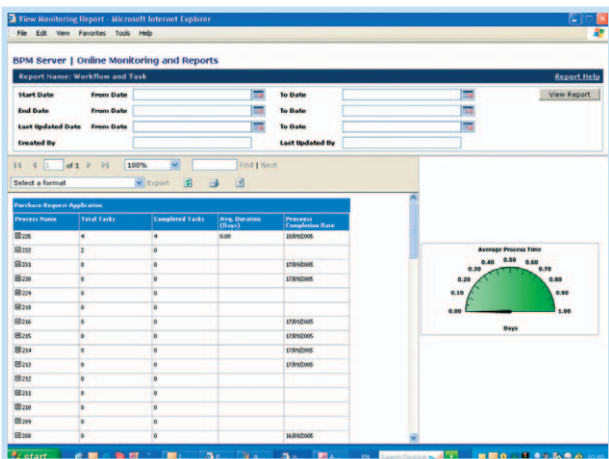 View Monitoring Report - Microsoft Internet Explorer
File Edit View Favorites Tools Help
BPM Server | Online Monitoring and Reports
Report Name: Workflow and Task Report Help
Start Date From Date To Date View Report
End Date From Date To Date
Last Updated Date From Date To Date
Created By Last Updated By
1 of 1 100% Find | Next
Select a format Export
Purchase Request Application
Process Name Total Tasks Completed Tasks Avg. Duration (Days) Process Completion Date
235 4 4 0.00
232 2 0
231 0 0 17/09/2005
230 0 0 17/09/2005
229 0 0
218 0 0
216 0 0 17/09/2005
215 0 0 17/09/2005
214 0 0 17/09/2005
213 0 0 17/09/2005
212 0 0
211 0 0
210 0 0
209 0 0
208 0 0 16/09/2005
Average Process Time
0.00 0.10 0.20 0.30 0.40 0.50 0.60 0.70 0.80 0.90 1.00
Days
start
EN Search Desktop